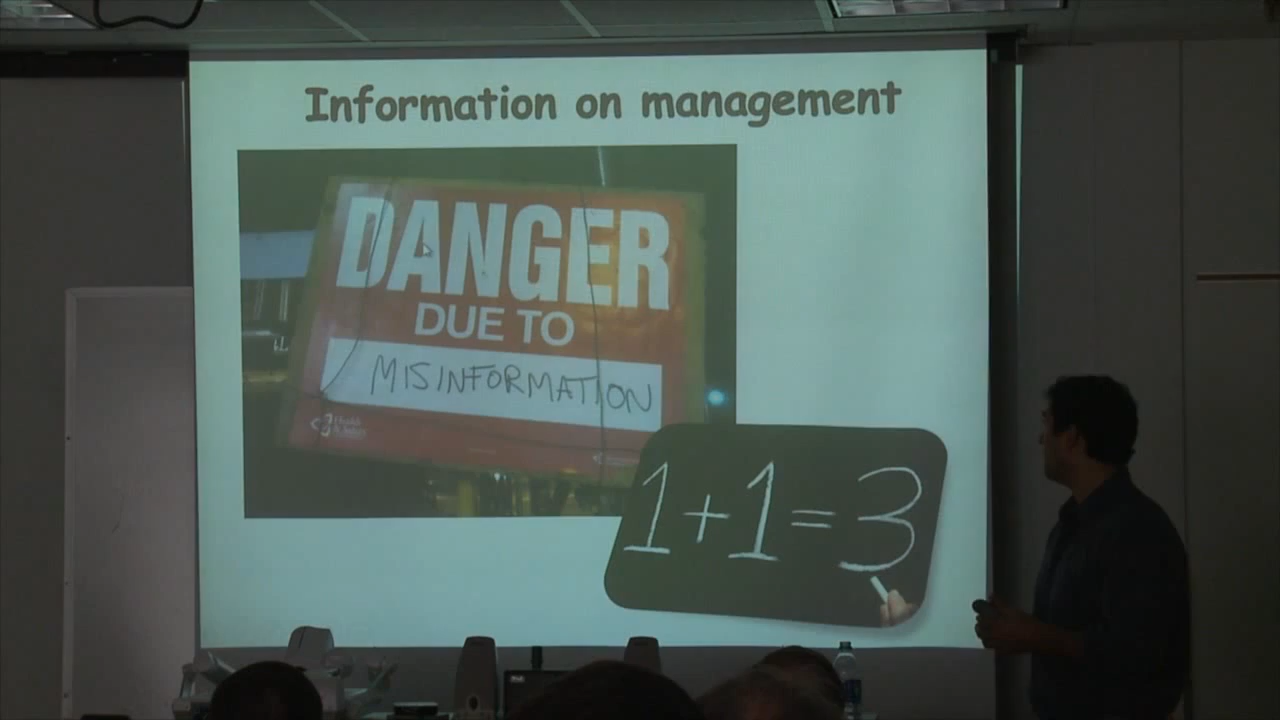 Information on management
DANGER
DUE TO
MISINFORMATION
1+1=3